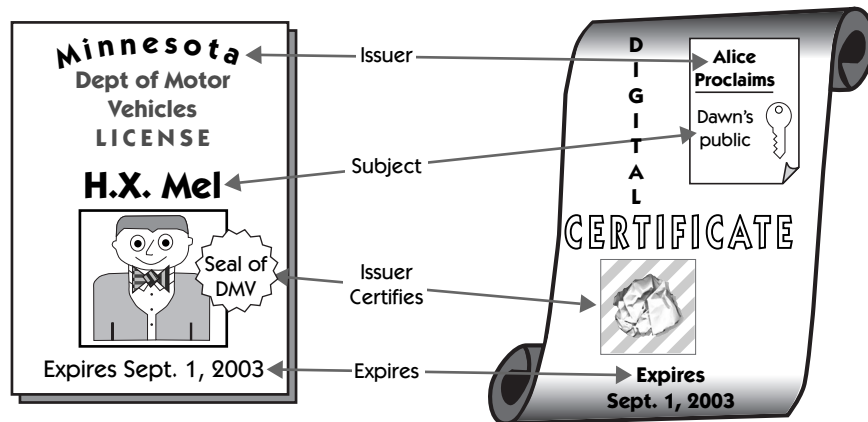 Minnesota
Dept of Motor
Vehicles
LICENSE
H.X. Mel
Seal of
DMV
Expires Sept. 1, 2003
Issuer
Subject
Issuer
Certifies
Expires
D
I
G
I
T
A
L
Alice
Proclaims
Dawn's
public
CERTIFICATE
Expires
Sept. 1, 2003